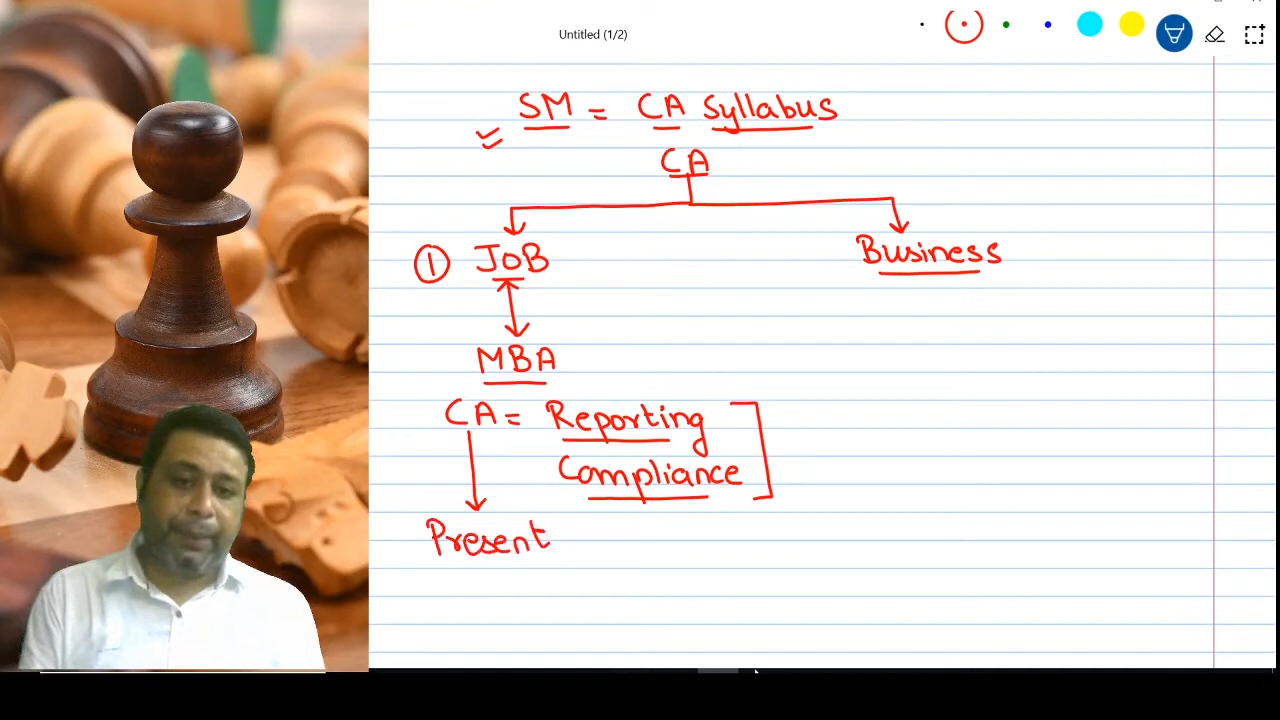 Untitled (1/2)
SM = CA Syllabus
CA
① JOB
Business
MBA
CA = Reporting
Compliance
Present